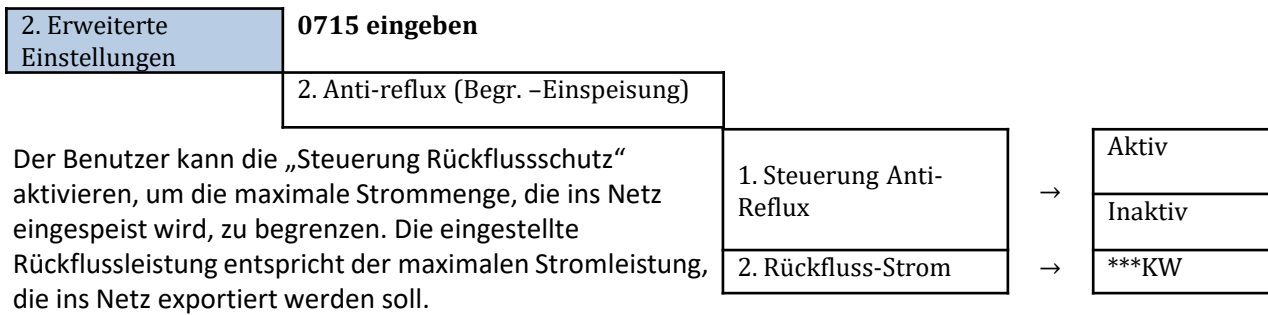 2. Erweiterte
Einstellungen
0715 eingeben
2. Anti-reflux (Begr. –Einspeisung)
Der Benutzer kann die „Steuerung Rückflussschutz“
aktivieren, um die maximale Strommenge, die ins Netz
eingespeist wird, zu begrenzen. Die eingestellte
Rückflussleistung entspricht der maximalen Stromleistung,
die ins Netz exportiert werden soll.
1. Steuerung Anti-
Reflux
→
Aktiv
Inaktiv
2. Rückfluss-Strom
→
***KW